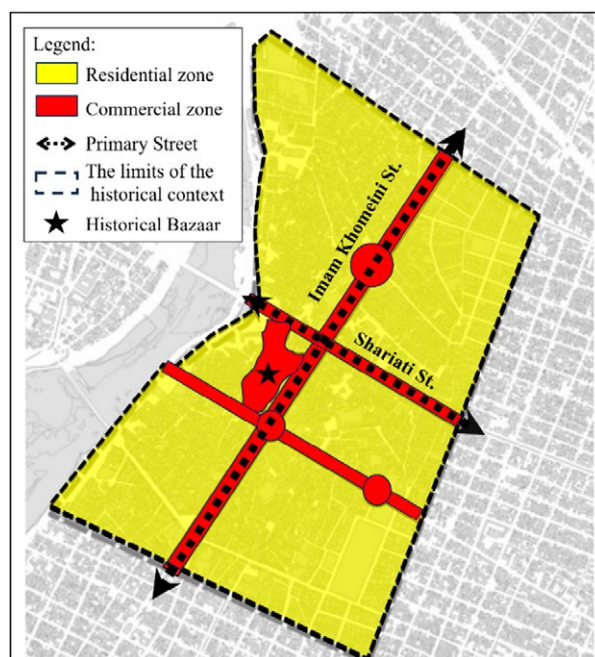 Legend:
Residential zone
Commercial zone
Primary Street
The limits of the
historical context
Historical Bazaar
Imam Khomeini St.
Shariati St.